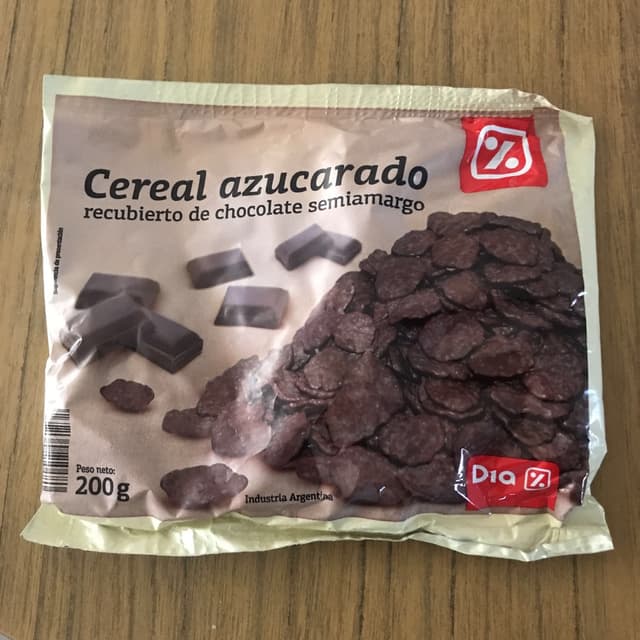 %
Cereal azucarado
recubierto de chocolate semiamargo
Peso neto:
200g
Industria Argentina
Dia %